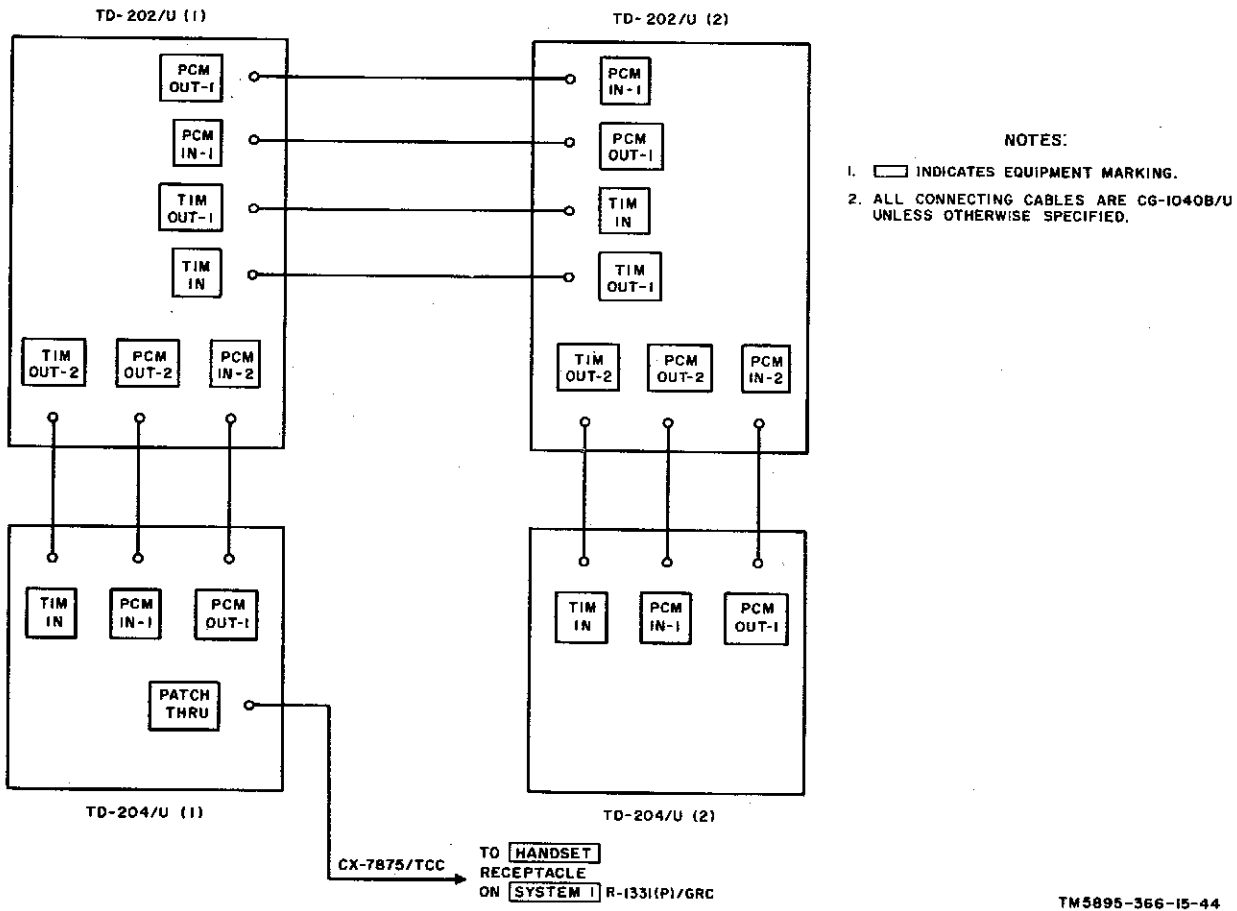 TD-202/U (1)
PCM
OUT-1
PCM
IN-1
TIM
OUT-1
TIM
IN
TIM
OUT-2
PCM
OUT-2
PCM
IN-2
TD-202/U (2)
PCM
IN-1
PCM
OUT-1
TIM
IN
TIM
OUT-1
TIM
OUT-2
PCM
OUT-2
PCM
IN-2
NOTES:
1. INDICATES EQUIPMENT MARKING.
2. ALL CONNECTING CABLES ARE CG-1040B/U
UNLESS OTHERWISE SPECIFIED.
TIM
IN
PCM
IN-1
PCM
OUT-1
PATCH
THRU
TD-204/U (1)
TIM
IN
PCM
IN-1
PCM
OUT-1
TD-204/U (2)
CX-7875/TCC
TO HANDSET
RECEPTACLE
ON SYSTEM 1 R-1331(P)/GRC
TM5895-366-15-44